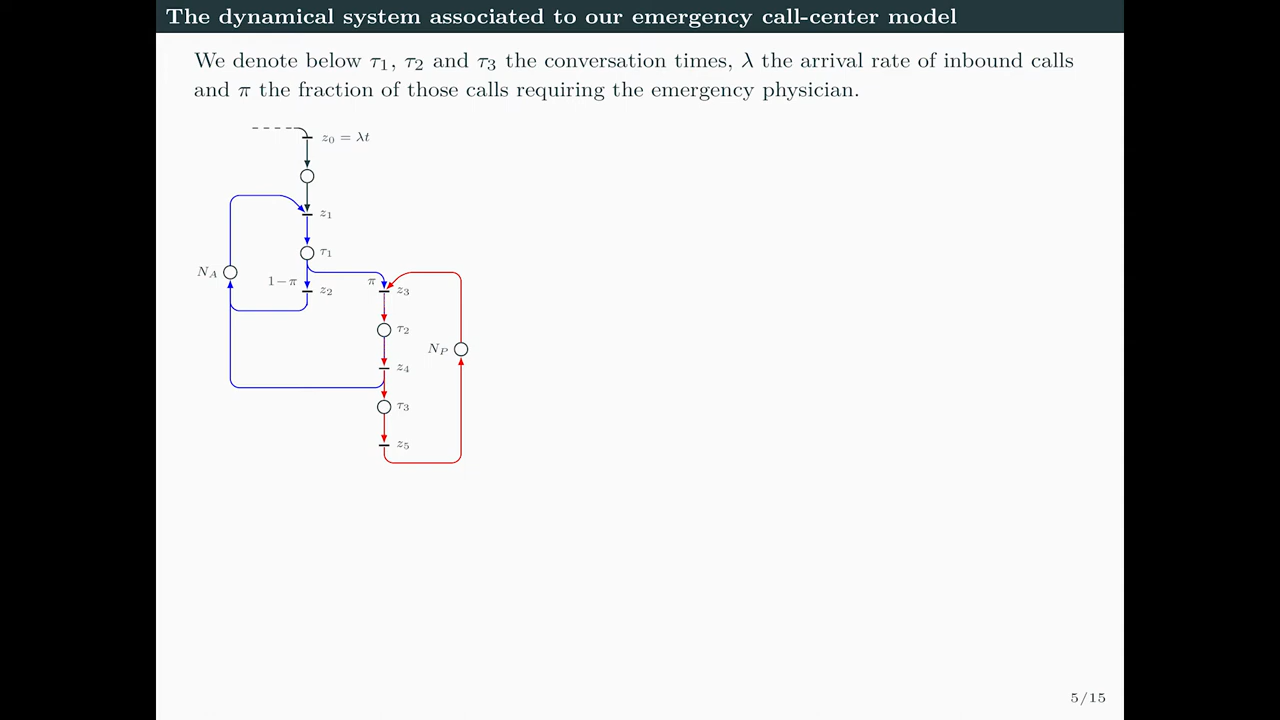 The dynamical system associated to our emergency call-center model
We denote below τ₁, τ₂ and τ₃ the conversation times, λ the arrival rate of inbound calls
and π the fraction of those calls requiring the emergency physician.
z₀ = λt
z₁
τ₁
N_A
1−π
z₂
π
z₃
τ₂
N_P
z₄
τ₃
z₅
5/15